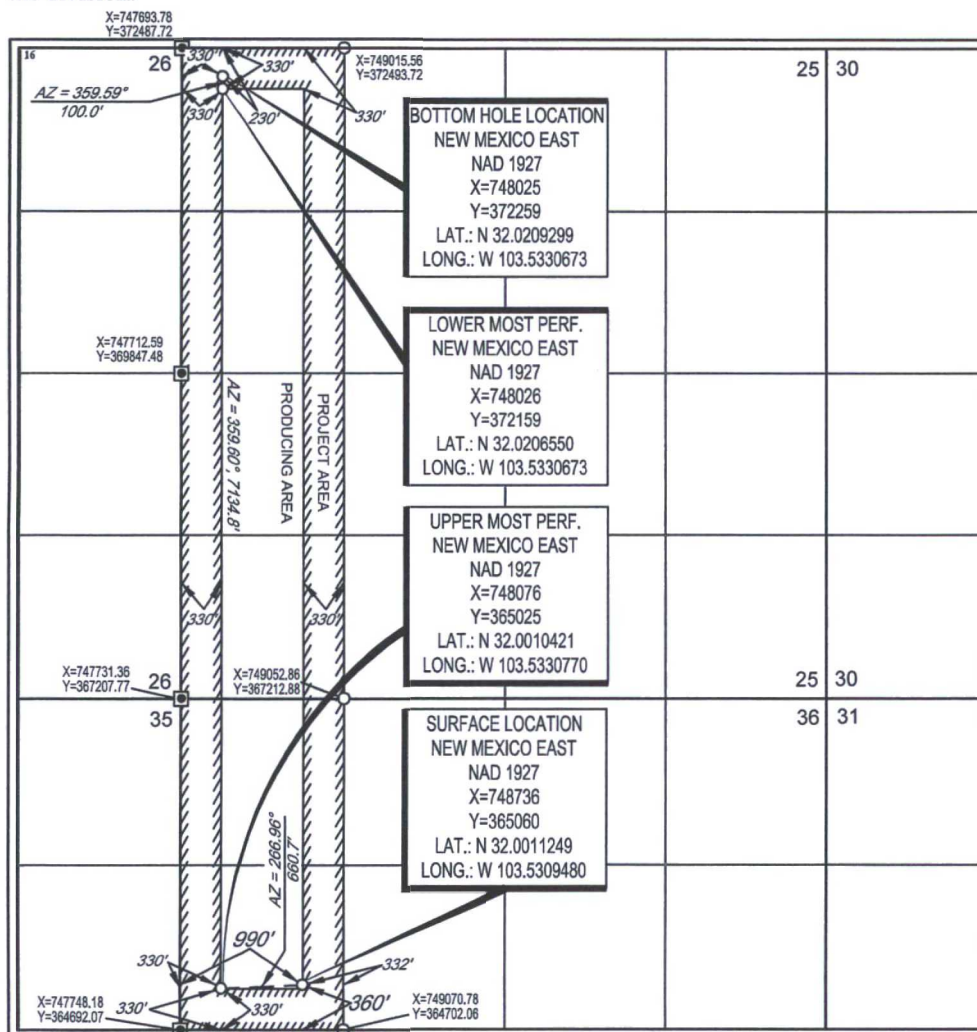 X=747693.78
Y=372487.72
16
26
330'
330'
X=749015.56
Y=372493.72
25 30
AZ = 359.59°
100.0'
330'
230'
330'
BOTTOM HOLE LOCATION
NEW MEXICO EAST
NAD 1927
X=748025
Y=372259
LAT.: N 32.0209299
LONG.: W 103.5330673
LOWER MOST PERF.
NEW MEXICO EAST
NAD 1927
X=748026
Y=372159
LAT.: N 32.0206550
LONG.: W 103.5330673
X=747712.59
Y=369847.48
AZ = 359.60°, 7134.8'
PRODUCING AREA
PROJECT AREA
UPPER MOST PERF.
NEW MEXICO EAST
NAD 1927
X=748076
Y=365025
LAT.: N 32.0010421
LONG.: W 103.5330770
330'
330'
X=747731.36
Y=367207.77
26
35
X=749052.86
Y=367212.88
25 30
36 31
SURFACE LOCATION
NEW MEXICO EAST
NAD 1927
X=748736
Y=365060
LAT.: N 32.0011249
LONG.: W 103.5309480
AZ = 266.96°
660.7'
990'
330'
332'
X=747748.18
Y=364692.07
330'
330'
360'
X=749070.78
Y=364702.06